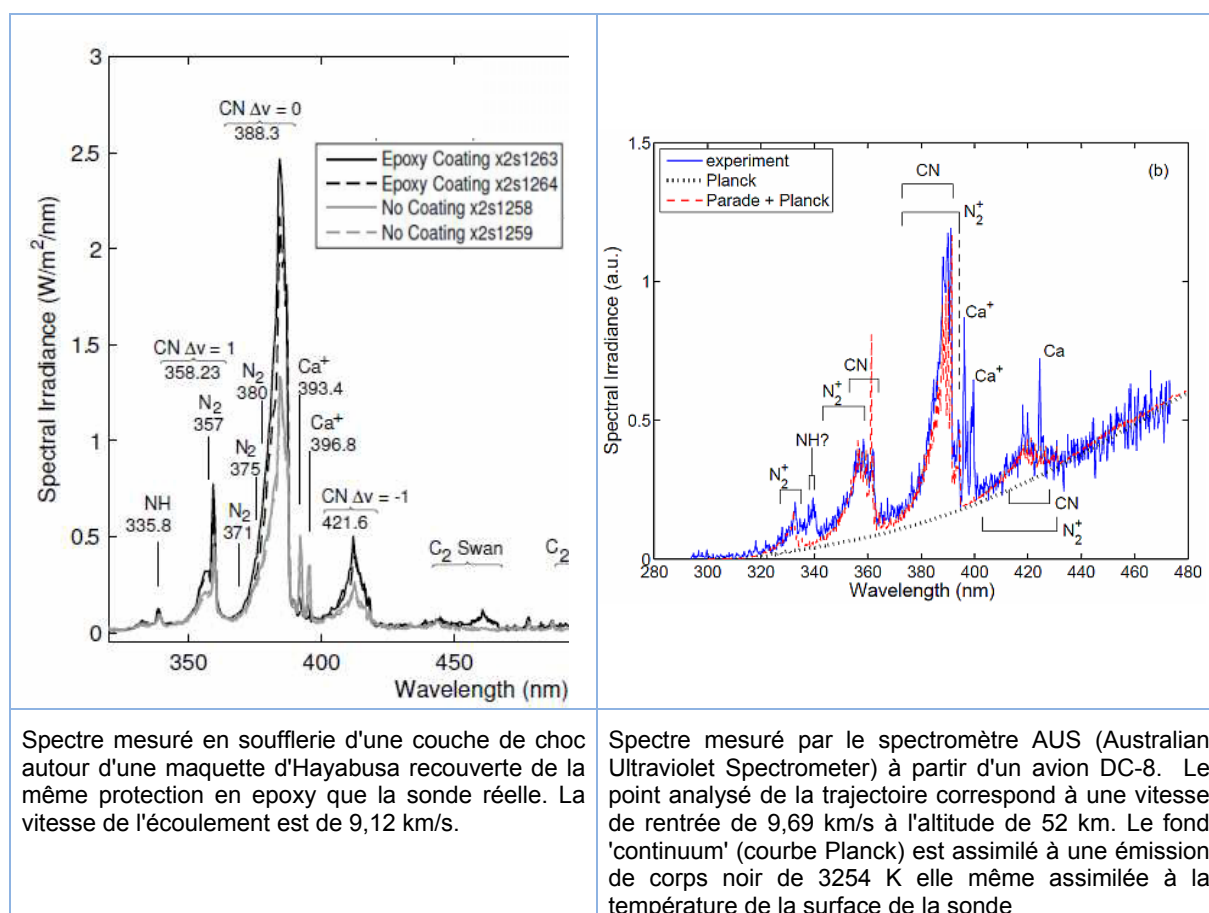 3
2.5
2
1.5
1
0.5
0
350
400
450
Spectral Irradiance (W/m²/nm)
Wavelength (nm)
CN Δv = 0
388.3
Epoxy Coating x2s1263
Epoxy Coating x2s1264
No Coating x2s1258
No Coating x2s1259
CN Δv = 1
358.23
N₂
357
N₂
380
Ca⁺
393.4
Ca⁺
396.8
N₂
375
NH
335.8
N₂
371
CN Δv = -1
421.6
C₂ Swan
C₂
1.5
1
0.5
0
280
300
320
340
360
380
400
420
440
460
480
Spectral Irradiance (a.u.)
Wavelength (nm)
experiment
Planck
Parade + Planck
(b)
CN
N₂⁺
Ca⁺
Ca⁺
Ca
CN
N₂⁺
NH?
N₂⁺
CN
N₂⁺
Spectre mesuré en soufflerie d'une couche de choc
autour d'une maquette d'Hayabusa recouverte de la
même protection en epoxy que la sonde réelle. La
vitesse de l'écoulement est de 9,12 km/s.
Spectre mesuré par le spectromètre AUS (Australian
Ultraviolet Spectrometer) à partir d'un avion DC-8. Le
point analysé de la trajectoire correspond à une vitesse
de rentrée de 9,69 km/s à l'altitude de 52 km. Le fond
'continuum' (courbe Planck) est assimilé à une émission
de corps noir de 3254 K elle même assimilée à la
température de la surface de la sonde